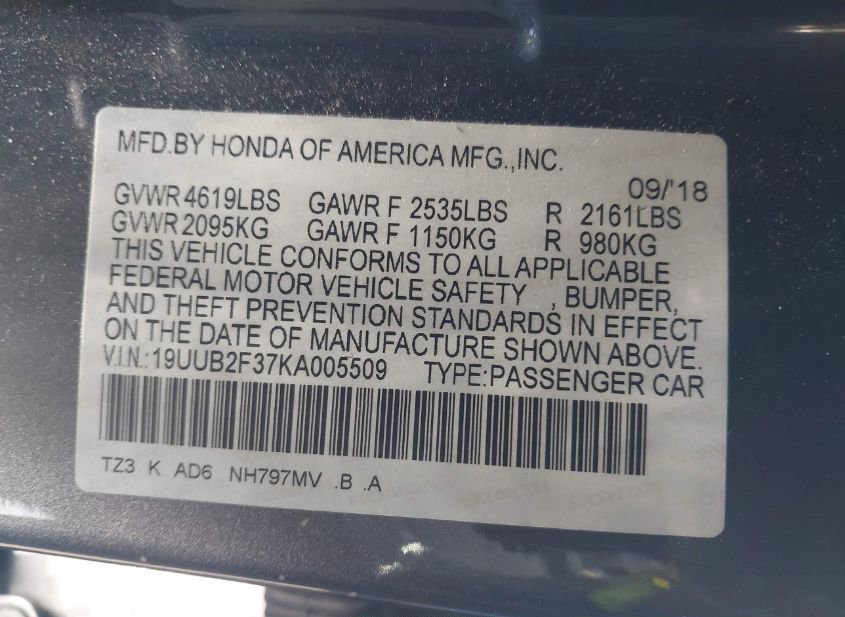 MFD.BY HONDA OF AMERICA MFG.,INC.
09/'18
GVWR 4619LBS GAWR F 2535LBS R 2161LBS
GVWR 2095KG GAWR F 1150KG R 980KG
THIS VEHICLE CONFORMS TO ALL APPLICABLE
FEDERAL MOTOR VEHICLE SAFETY , BUMPER,
AND THEFT PREVENTION STANDARDS IN EFFECT
ON THE DATE OF MANUFACTURE SHOWN ABOVE.
V.I.N.:19UUB2F37KA005509 TYPE:PASSENGER CAR
TZ3 K AD6 NH797MV .B .A